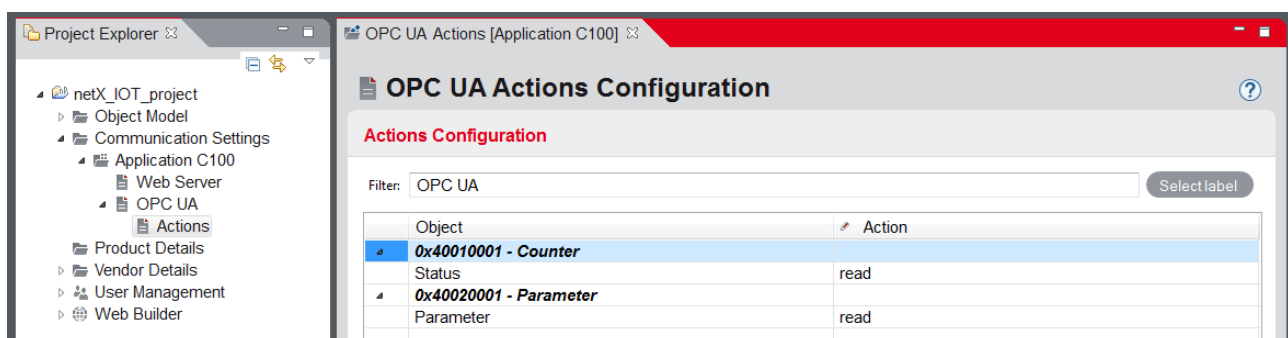 Project Explorer
netX_IOT_project
Object Model
Communication Settings
Application C100
Web Server
OPC UA
Actions
Product Details
Vendor Details
User Management
Web Builder
OPC UA Actions [Application C100]
OPC UA Actions Configuration
?
Actions Configuration
Filter: OPC UA Select label
Object Action
0x40010001 - Counter
Status read
0x40020001 - Parameter
Parameter read